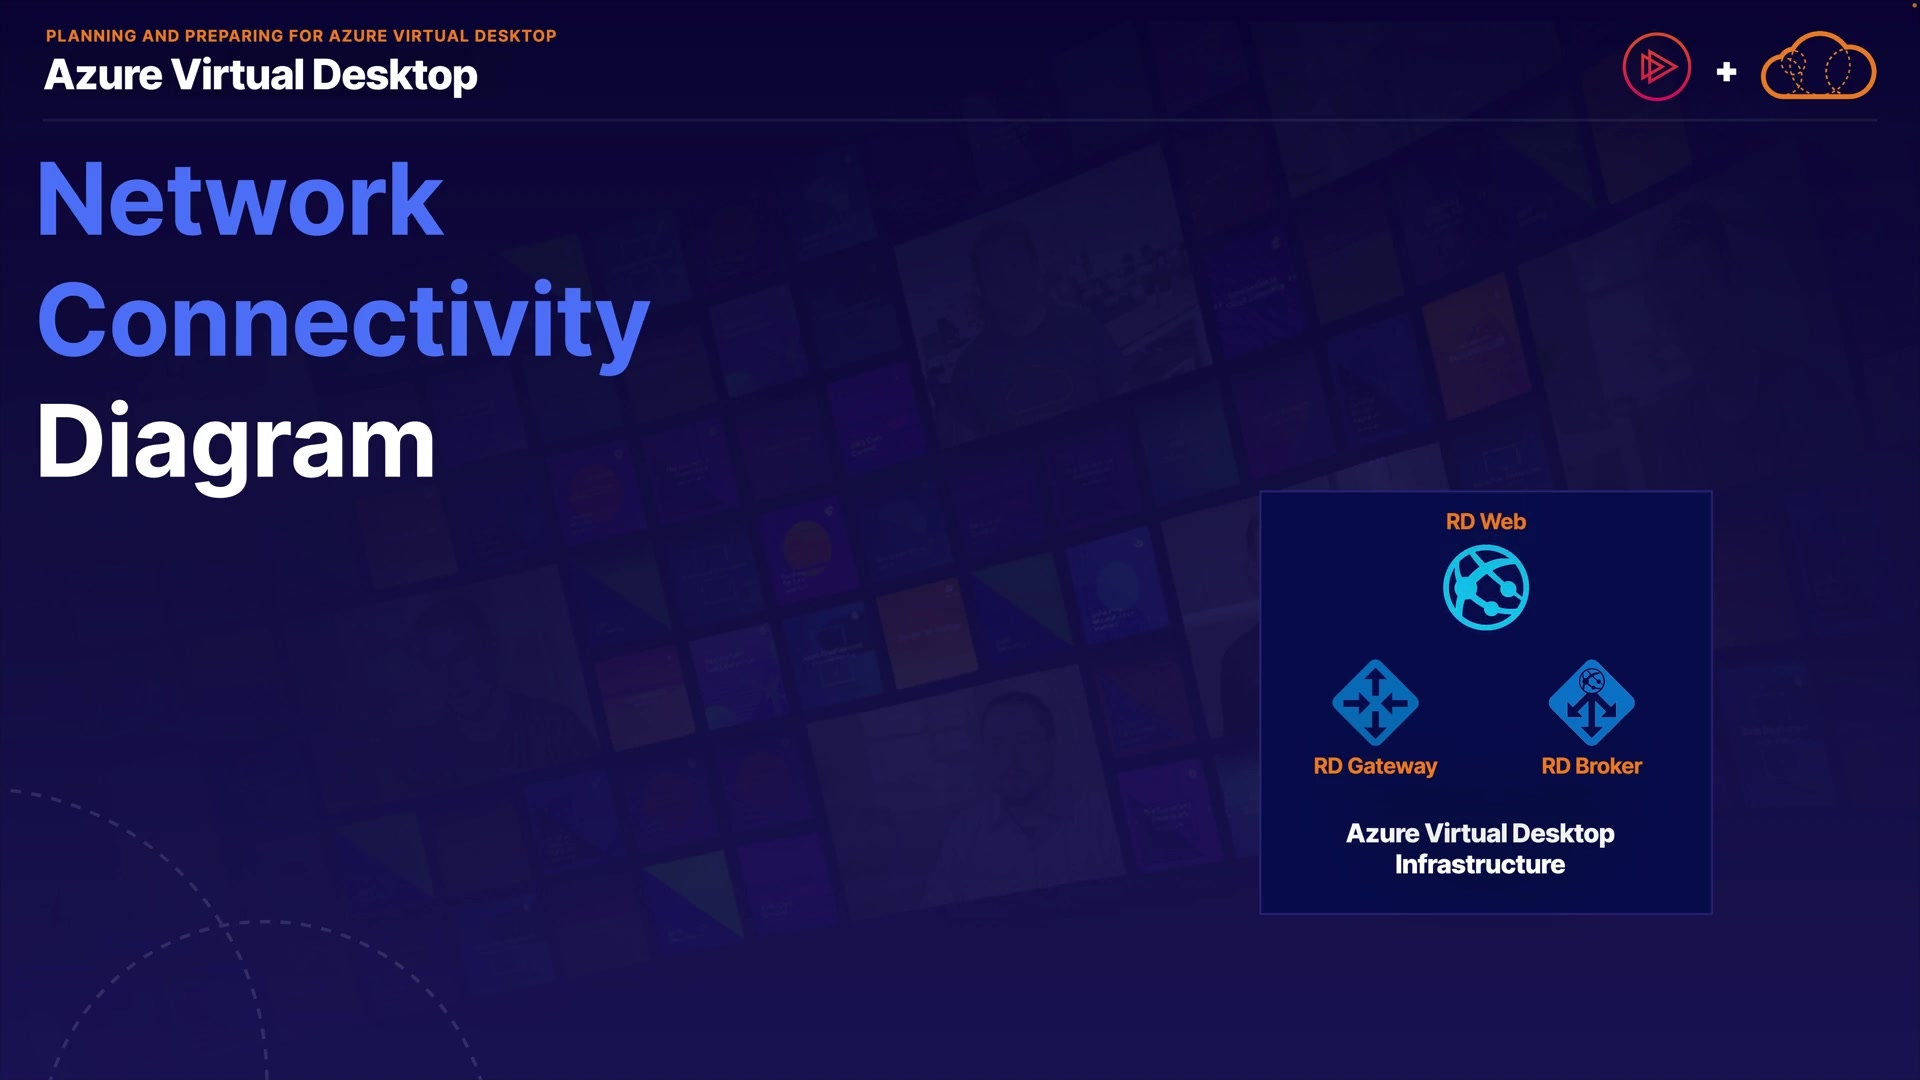 PLANNING AND PREPARING FOR AZURE VIRTUAL DESKTOP
Azure Virtual Desktop
Network
Connectivity
Diagram
RD Web
RD Gateway
RD Broker
Azure Virtual Desktop
Infrastructure